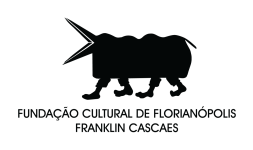 FUNDAÇÃO CULTURAL DE FLORIANÓPOLIS
FRANKLIN CASCAES